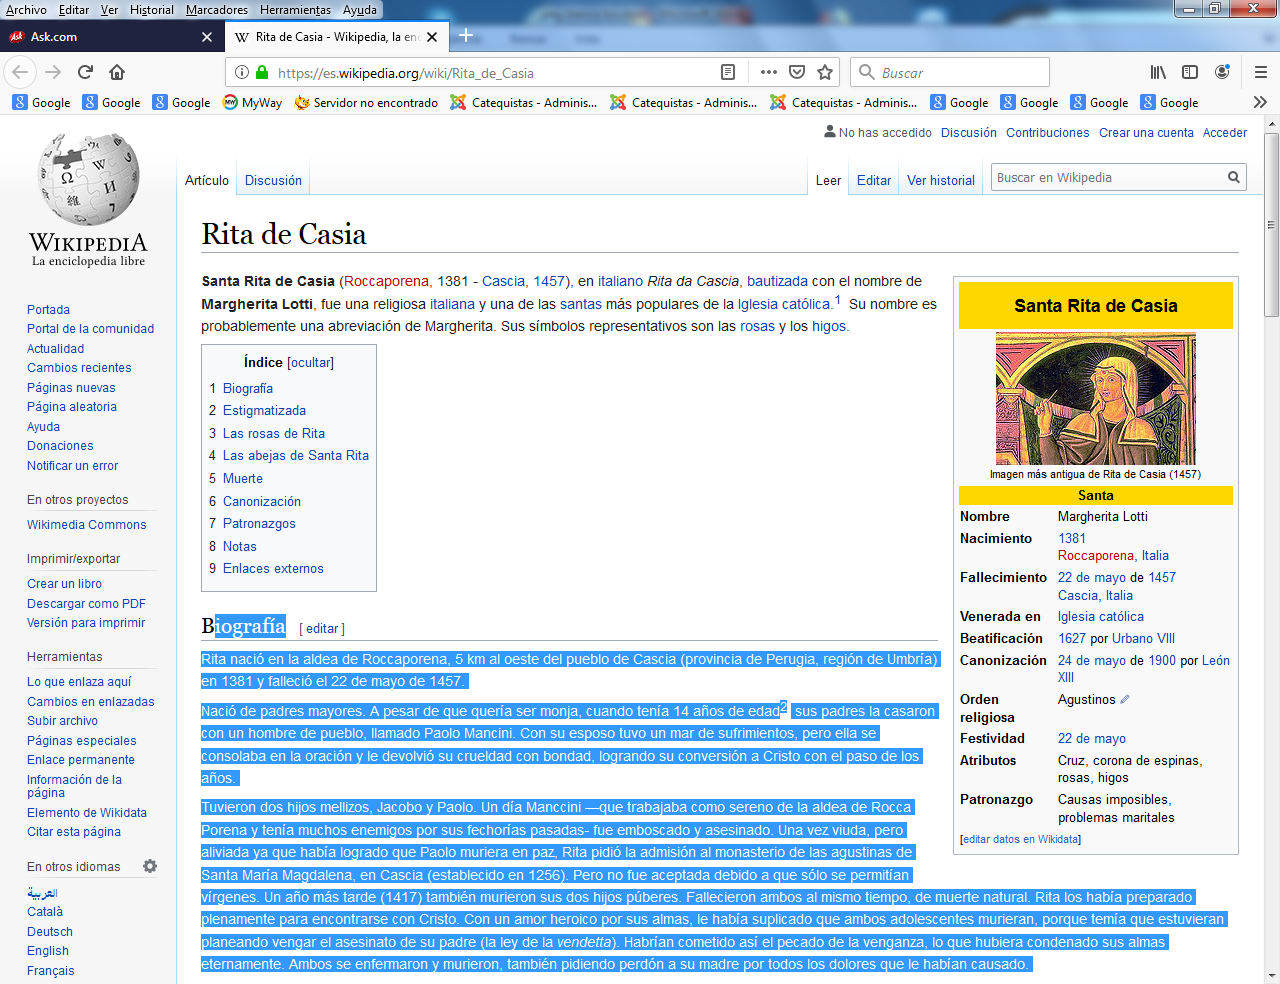 Archivo Editar Ver Historial Marcadores Herramientas Ayuda
Ask.com
Rita de Casia - Wikipedia, la en
https://es.wikipedia.org/wiki/Rita_de_Casia
Buscar
Google Google Google MyWay Servidor no encontrado Catequistas - Adminis... Catequistas - Adminis... Catequistas - Adminis... Google Google Google Google
No has accedido Discusión Contribuciones Crear una cuenta Acceder
Artículo Discusión Leer Editar Ver historial Buscar en Wikipedia
WIKIPEDIA
La enciclopedia libre
Portada
Portal de la comunidad
Actualidad
Cambios recientes
Páginas nuevas
Página aleatoria
Ayuda
Donaciones
Notificar un error
En otros proyectos
Wikimedia Commons
Imprimir/exportar
Crear un libro
Descargar como PDF
Versión para imprimir
Herramientas
Lo que enlaza aquí
Cambios en enlazadas
Subir archivo
Páginas especiales
Enlace permanente
Información de la
página
Elemento de Wikidata
Citar esta página
En otros idiomas
العربية
Català
Deutsch
English
Français
Rita de Casia
Santa Rita de Casia (Roccaporena, 1381 - Cascia, 1457), en italiano Rita da Cascia, bautizada con el nombre de
Margherita Lotti, fue una religiosa italiana y una de las santas más populares de la Iglesia católica.1 Su nombre es
probablemente una abreviación de Margherita. Sus símbolos representativos son las rosas y los higos.
Índice [ocultar]
1 Biografía
2 Estigmatizada
3 Las rosas de Rita
4 Las abejas de Santa Rita
5 Muerte
6 Canonización
7 Patronazgos
8 Notas
9 Enlaces externos
Biografía [ editar ]
Rita nació en la aldea de Roccaporena, 5 km al oeste del pueblo de Cascia (provincia de Perugia, región de Umbría)
en 1381 y falleció el 22 de mayo de 1457.
Nació de padres mayores. A pesar de que quería ser monja, cuando tenía 14 años de edad2 sus padres la casaron
con un hombre de pueblo, llamado Paolo Mancini. Con su esposo tuvo un mar de sufrimientos, pero ella se
consolaba en la oración y le devolvió su crueldad con bondad, logrando su conversión a Cristo con el paso de los
años.
Tuvieron dos hijos mellizos, Jacobo y Paolo. Un día Manccini —que trabajaba como sereno de la aldea de Rocca
Porena y tenía muchos enemigos por sus fechorías pasadas- fue emboscado y asesinado. Una vez viuda, pero
aliviada ya que había logrado que Paolo muriera en paz, Rita pidió la admisión al monasterio de las agustinas de
Santa María Magdalena, en Cascia (establecido en 1256). Pero no fue aceptada debido a que sólo se permitían
vírgenes. Un año más tarde (1417) también murieron sus dos hijos púberes. Fallecieron ambos al mismo tiempo, de muerte natural. Rita los había preparado
plenamente para encontrarse con Cristo. Con un amor heroico por sus almas, le había suplicado que ambos adolescentes murieran, porque temía que estuvieran
planeando vengar el asesinato de su padre (la ley de la vendetta). Habrían cometido así el pecado de la venganza, lo que hubiera condenado sus almas
eternamente. Ambos se enfermaron y murieron, también pidiendo perdón a su madre por todos los dolores que le habían causado.
Santa Rita de Casia
Imagen más antigua de Rita de Casia (1457)
Santa
Nombre Margherita Lotti
Nacimiento 1381
Roccaporena, Italia
Fallecimiento 22 de mayo de 1457
Cascia, Italia
Venerada en Iglesia católica
Beatificación 1627 por Urbano VIII
Canonización 24 de mayo de 1900 por León
XIII
Orden religiosa Agustinos
Festividad 22 de mayo
Atributos Cruz, corona de espinas,
rosas, higos
Patronazgo Causas imposibles,
problemas maritales
[editar datos en Wikidata]